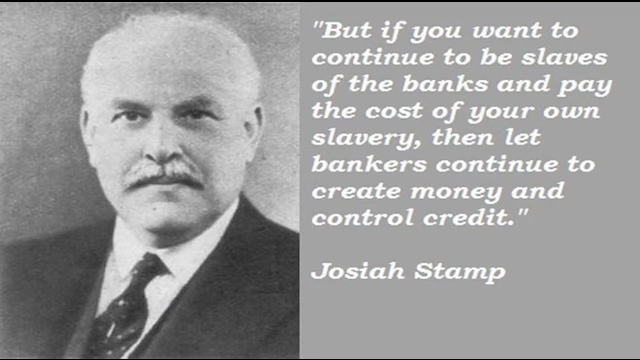 "But if you want to
continue to be slaves
of the banks and pay
the cost of your own
slavery, then let
bankers continue to
create money and
control credit."
Josiah Stamp